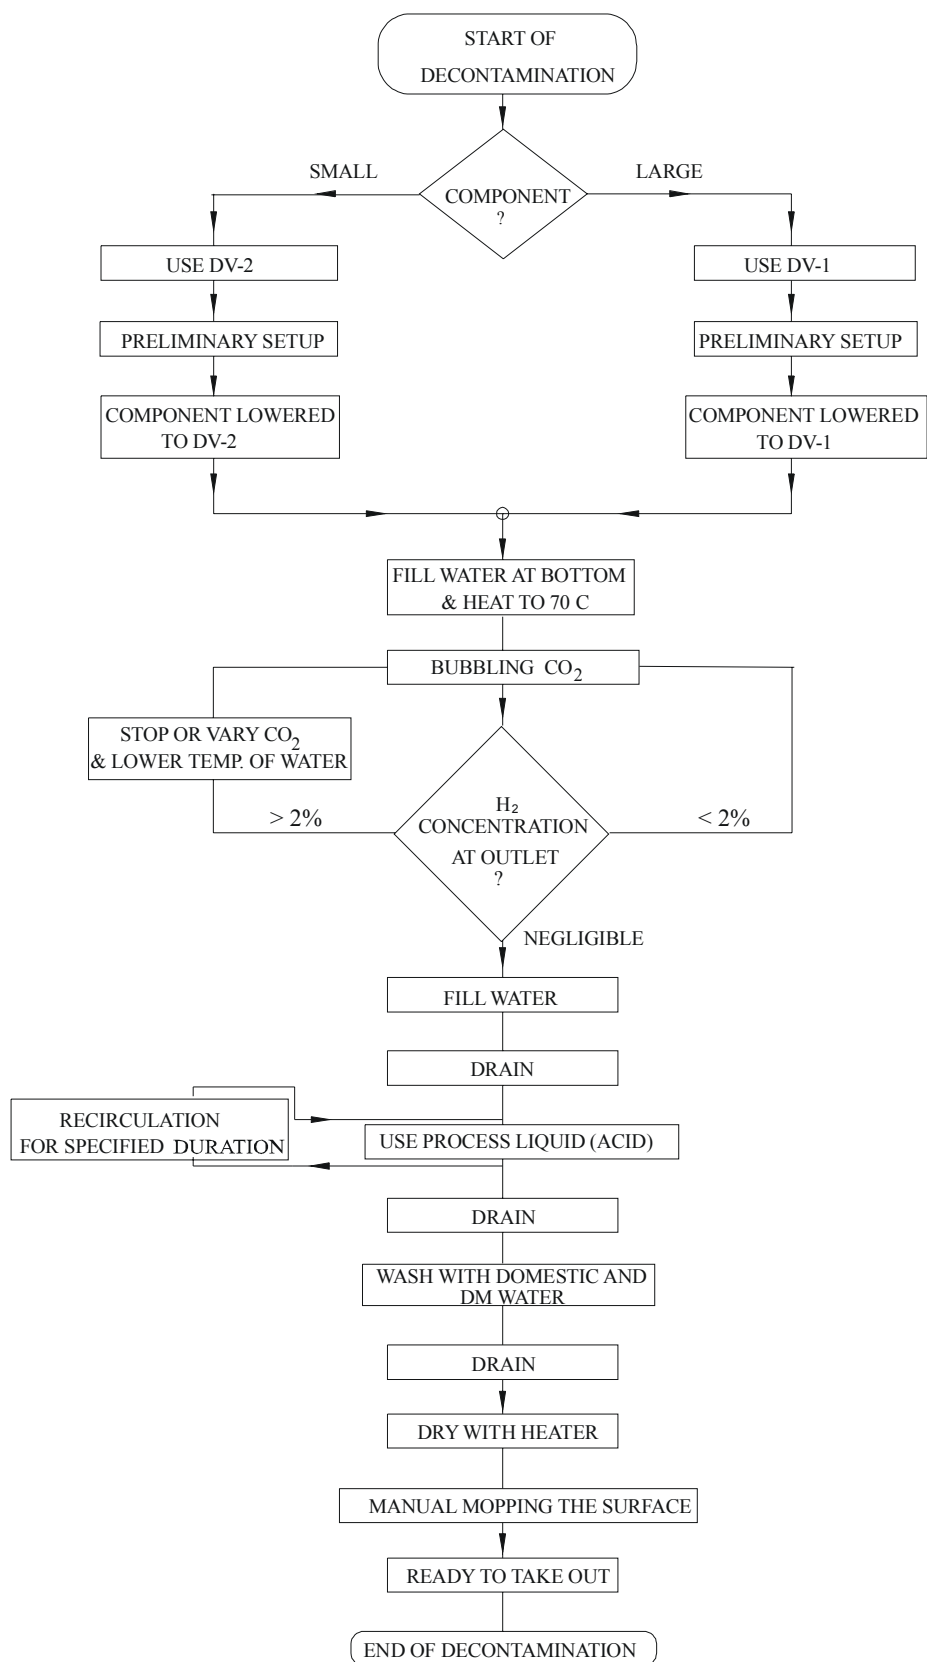 START OF
DECONTAMINATION
SMALL
LARGE
COMPONENT
?
USE DV-2
USE DV-1
PRELIMINARY SETUP
PRELIMINARY SETUP
COMPONENT LOWERED
TO DV-2
COMPONENT LOWERED
TO DV-1
FILL WATER AT BOTTOM
& HEAT TO 70 C
BUBBLING CO2
STOP OR VARY CO2
& LOWER TEMP. OF WATER
> 2%
< 2%
H2
CONCENTRATION
AT OUTLET
?
NEGLIGIBLE
FILL WATER
DRAIN
RECIRCULATION
FOR SPECIFIED DURATION
USE PROCESS LIQUID (ACID)
DRAIN
WASH WITH DOMESTIC AND
DM WATER
DRAIN
DRY WITH HEATER
MANUAL MOPPING THE SURFACE
READY TO TAKE OUT
END OF DECONTAMINATION